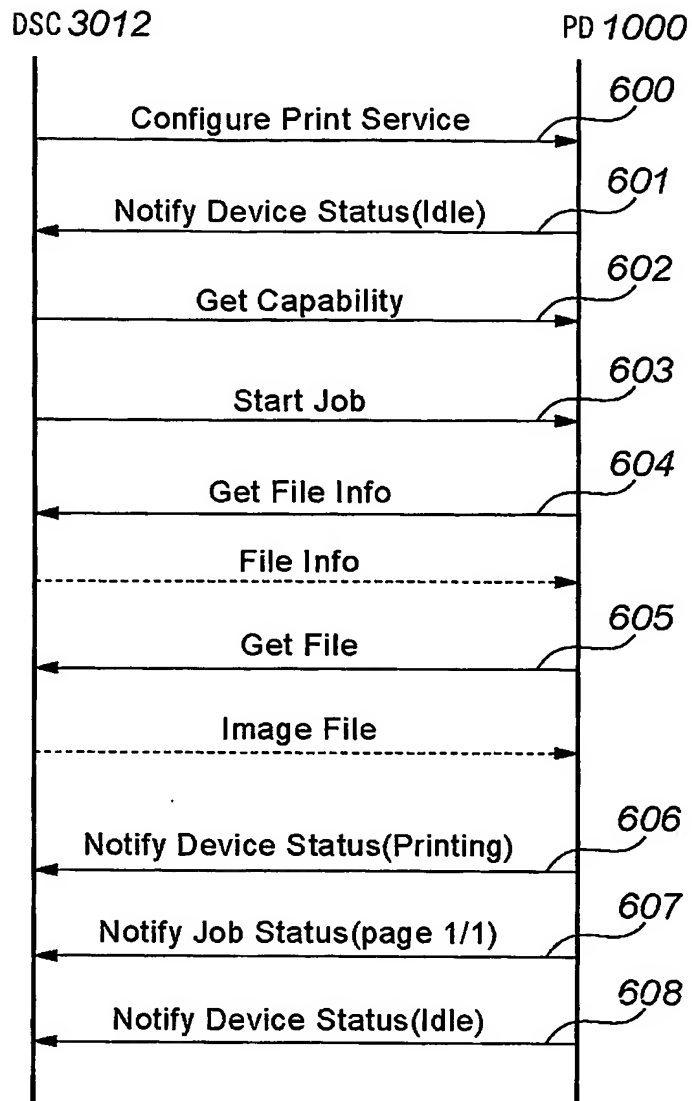 DSC 3012 PD 1000
600
Configure Print Service
601
Notify Device Status(Idle)
602
Get Capability
603
Start Job
604
Get File Info
File Info
605
Get File
Image File
606
Notify Device Status(Printing)
607
Notify Job Status(page 1/1)
608
Notify Device Status(Idle)